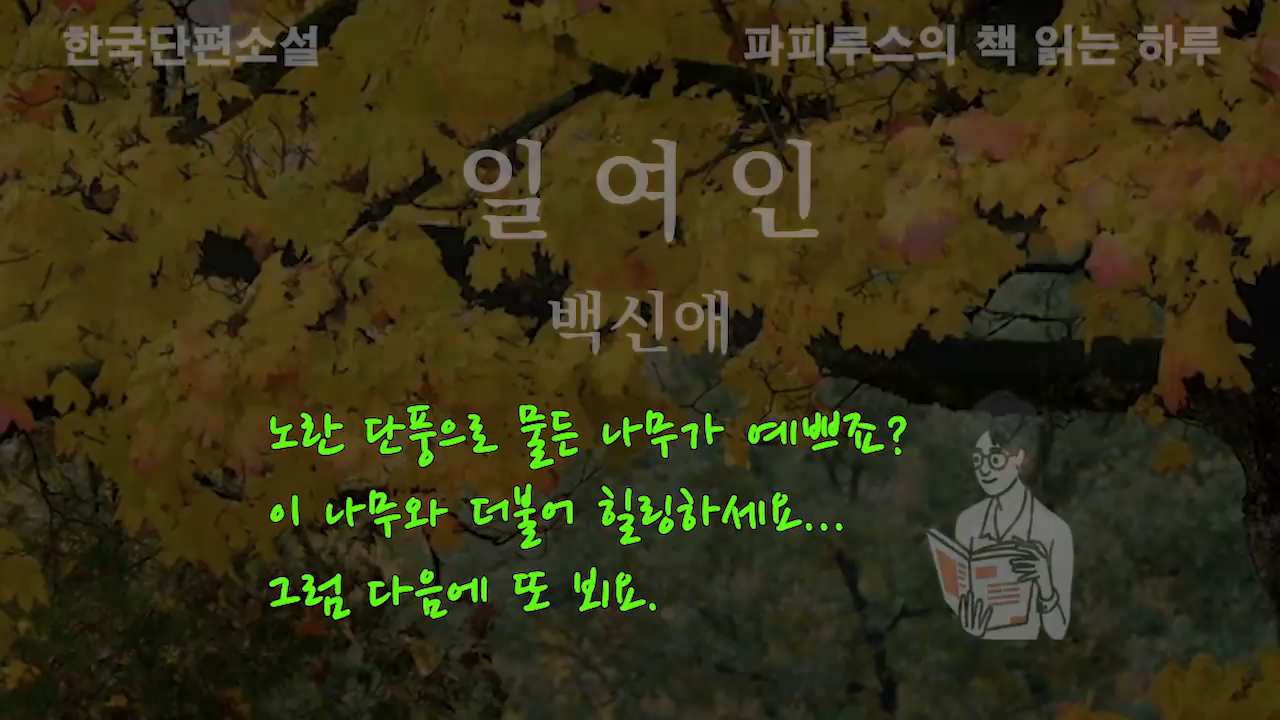 한국단편소설
파피루스의 책 읽는 하루
일여인
백신애
노란 단풍으로 물든 나무가 예쁘죠?
이 나무와 더불어 힐링하세요...
그럼 다음에 또 뵈요.